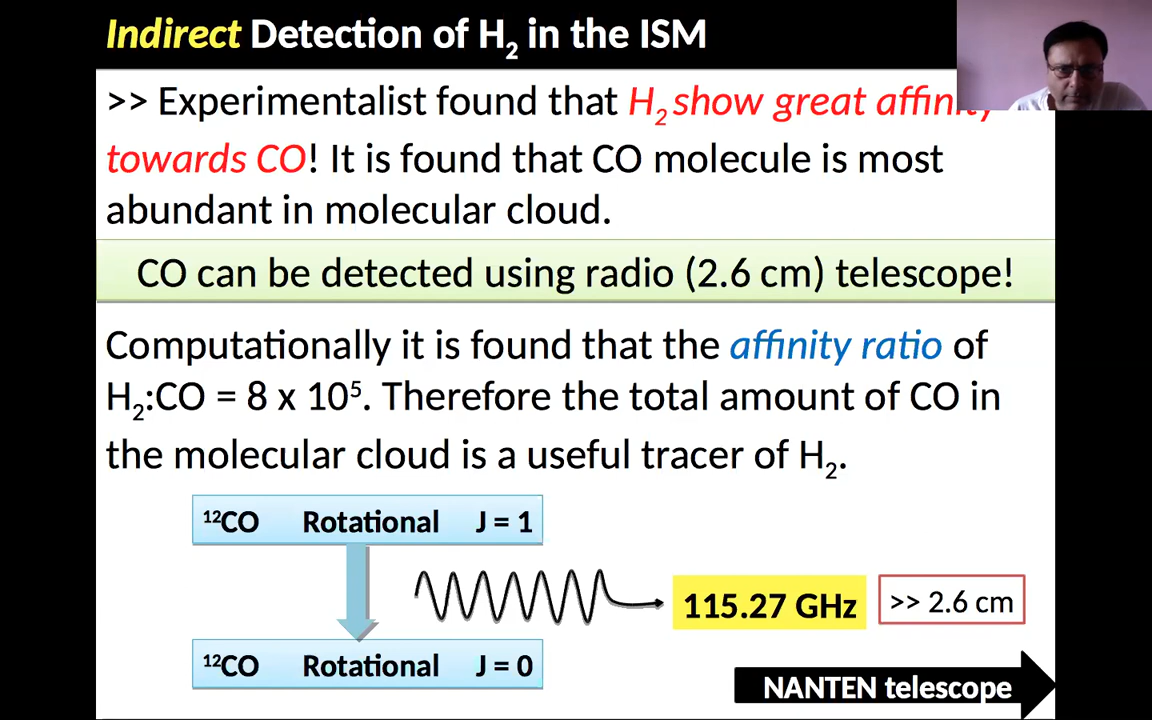 Indirect Detection of H₂ in the ISM
>> Experimentalist found that H₂ show great affinity
towards CO! It is found that CO molecule is most
abundant in molecular cloud.
CO can be detected using radio (2.6 cm) telescope!
Computationally it is found that the affinity ratio of
H₂:CO = 8 x 10⁵. Therefore the total amount of CO in
the molecular cloud is a useful tracer of H₂.
¹²CO Rotational J = 1
115.27 GHz >> 2.6 cm
¹²CO Rotational J = 0
NANTEN telescope